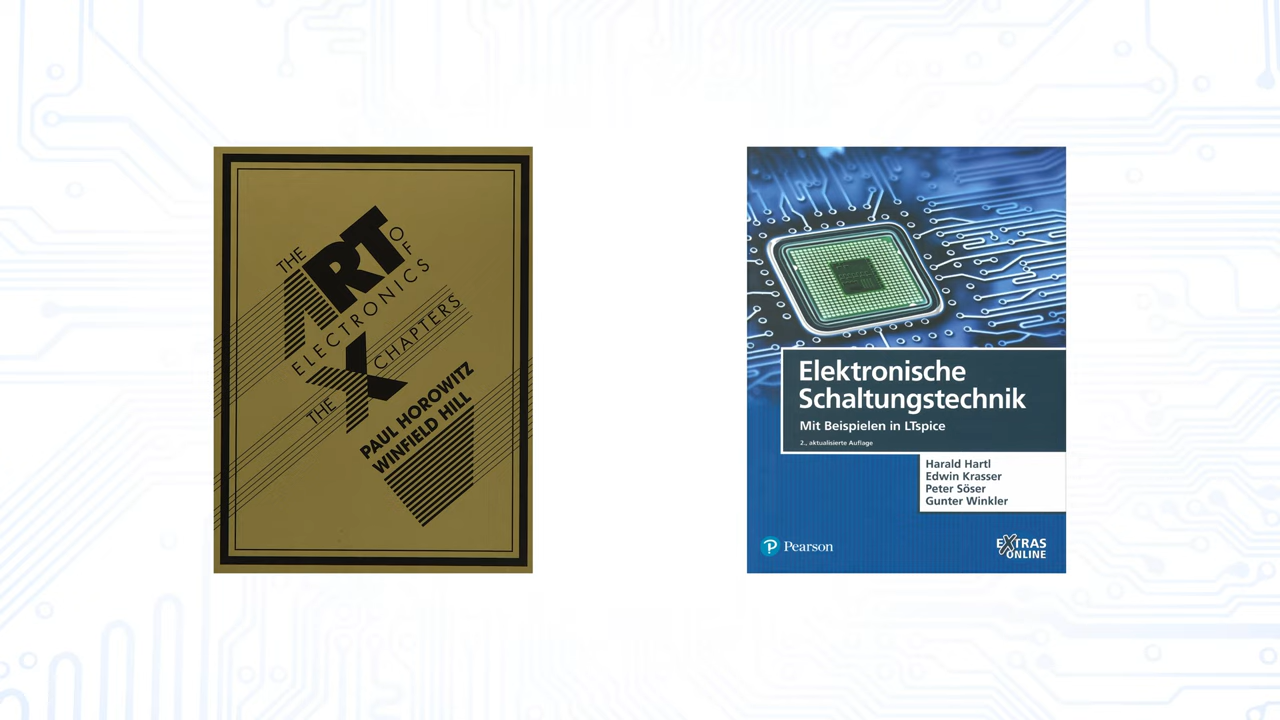 THE
ART
OF
ELECTRONICS
THE X CHAPTERS
PAUL HOROWITZ
WINFIELD HILL
Elektronische
Schaltungstechnik
Mit Beispielen in LTspice
2., aktualisierte Auflage
Harald Hartl
Edwin Krasser
Peter Söser
Gunter Winkler
Pearson
EXTRAS
ONLINE